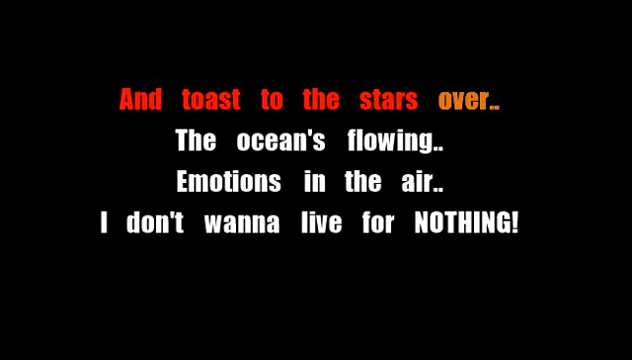 And toast to the stars over..
The ocean's flowing..
Emotions in the air..
I don't wanna live for NOTHING!